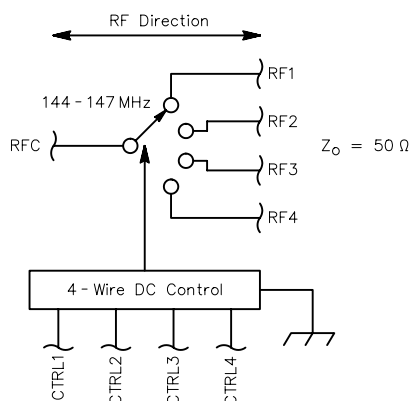 RF Direction
RF1
144 - 147 MHz
RF2
RFC
Z₀ = 50 Ω
RF3
RF4
4 - Wire DC Control
CTRL1
CTRL2
CTRL3
CTRL4